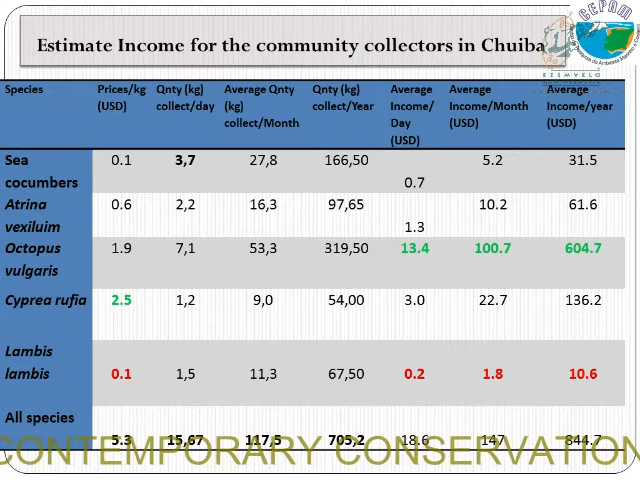 Estimate Income for the community collectors in Chuiba
CEPAM
EZEMVELO
Species Prices/kg (USD) Qnty (kg) collect/day Average Qnty (kg) collect/Month Qnty (kg) collect/Year Average Income/ Day (USD) Average Income/Month (USD) Average Income/year (USD)
Sea cocumbers 0.1 3,7 27,8 166,50 0.7 5.2 31.5
Atrina vexiluim 0.6 2,2 16,3 97,65 1.3 10.2 61.6
Octopus vulgaris 1.9 7,1 53,3 319,50 13.4 100.7 604.7
Cyprea rufia 2.5 1,2 9,0 54,00 3.0 22.7 136.2
Lambis lambis 0.1 1,5 11,3 67,50 0.2 1.8 10.6
All species 5.3 15,67 117,5 705,2 18.6 147 844.7
CONTEMPORARY CONSERVATION